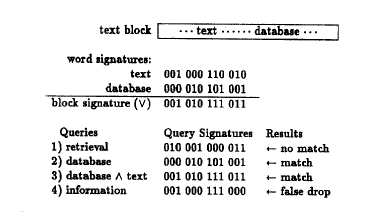 text block ··· text ······ database ···
word signatures:
text 001 000 110 010
database 000 010 101 001
block signature (∨) 001 010 111 011
Queries Query Signatures Results
1) retrieval 010 001 000 011 ← no match
2) database 000 010 101 001 ← match
3) database ∧ text 001 010 111 011 ← match
4) information 001 000 111 000 ← false drop